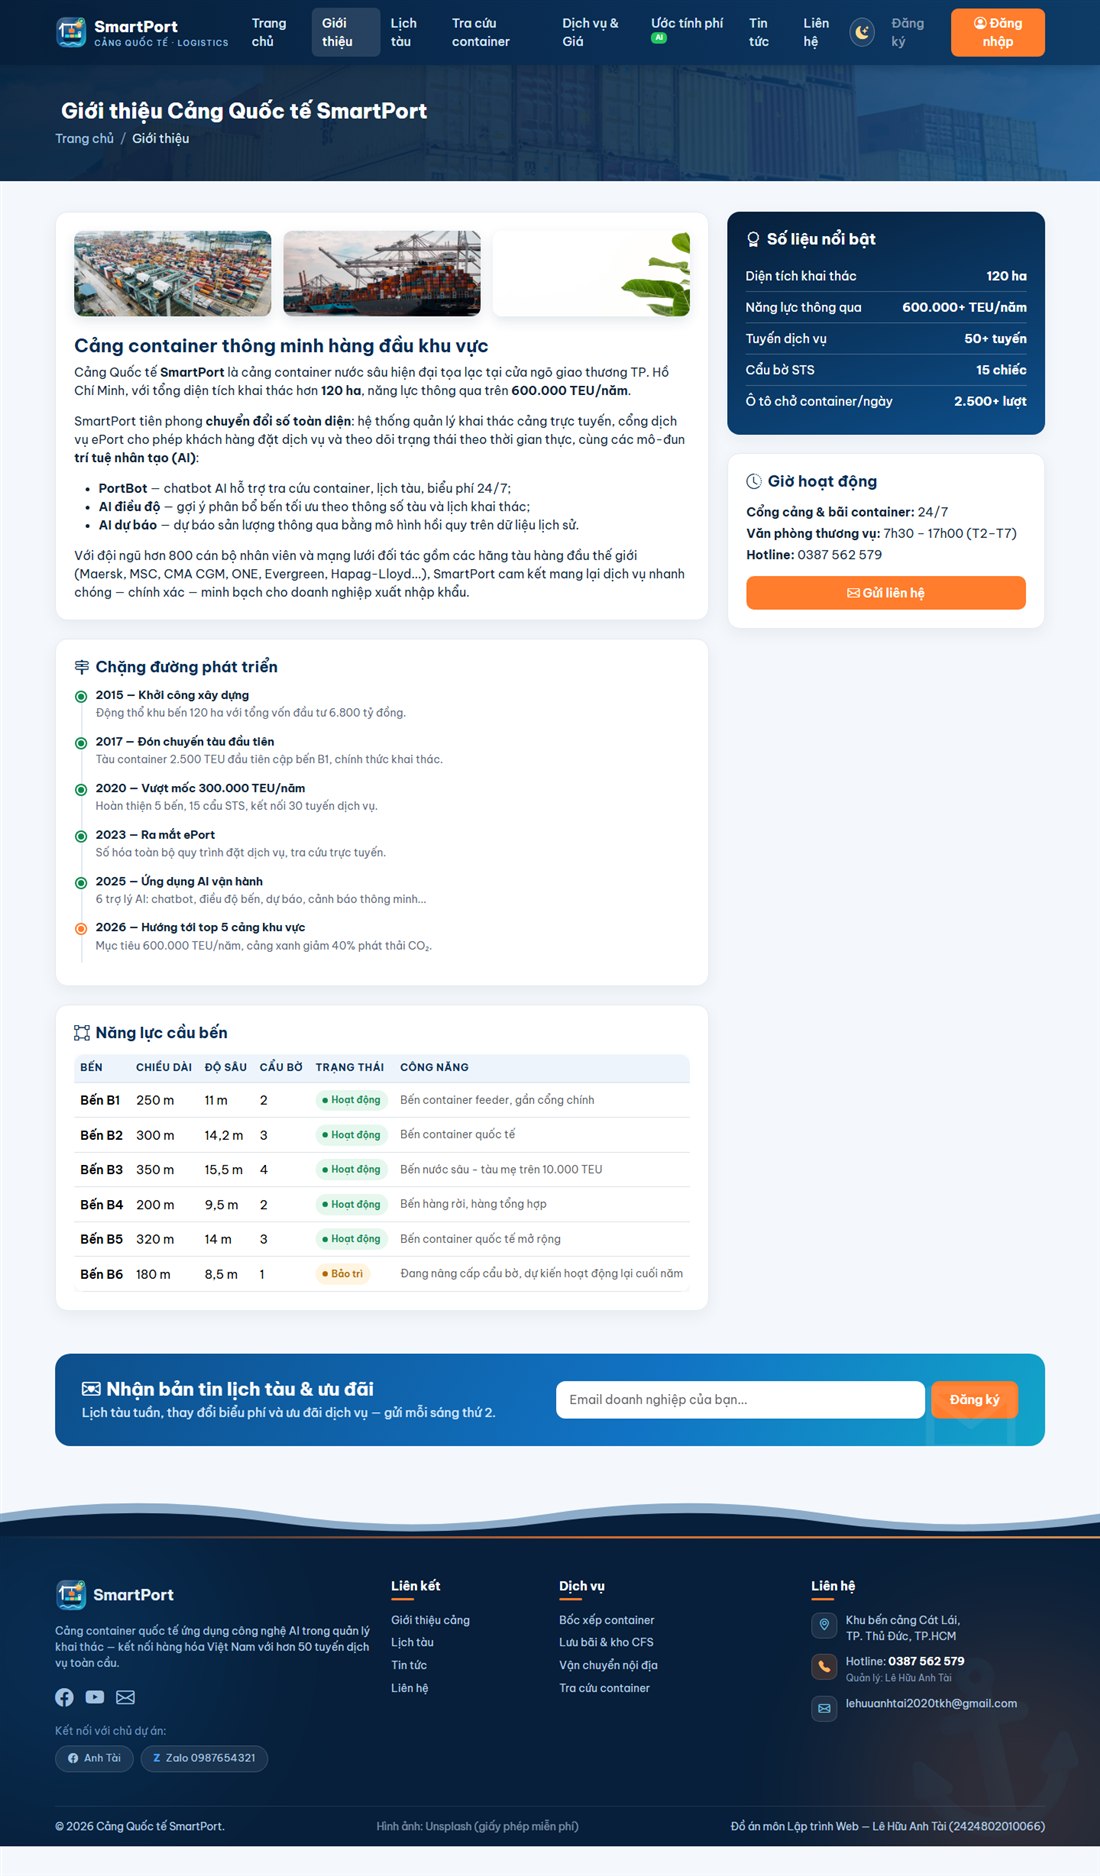 SmartPort
CẢNG QUỐC TẾ · LOGISTICS
Trang chủ
Giới thiệu
Lịch tàu
Tra cứu container
Dịch vụ & Giá
Ước tính phí AI
Tin tức
Liên hệ
Đăng ký
Đăng nhập
Giới thiệu Cảng Quốc tế SmartPort
Trang chủ / Giới thiệu
Cảng container thông minh hàng đầu khu vực
Cảng Quốc tế SmartPort là cảng container nước sâu hiện đại tọa lạc tại cửa ngõ giao thương TP. Hồ
Chí Minh, với tổng diện tích khai thác hơn 120 ha, năng lực thông qua trên 600.000 TEU/năm.
SmartPort tiên phong chuyển đổi số toàn diện: hệ thống quản lý khai thác cảng trực tuyến, cổng dịch
vụ ePort cho phép khách hàng đặt dịch vụ và theo dõi trạng thái theo thời gian thực, cùng các mô-đun
trí tuệ nhân tạo (AI):
• PortBot — chatbot AI hỗ trợ tra cứu container, lịch tàu, biểu phí 24/7;
• AI điều độ — gợi ý phân bổ bến tối ưu theo thông số tàu và lịch khai thác;
• AI dự báo — dự báo sản lượng thông qua bằng mô hình hồi quy trên dữ liệu lịch sử.
Với đội ngũ hơn 800 cán bộ nhân viên và mạng lưới đối tác gồm các hãng tàu hàng đầu thế giới
(Maersk, MSC, CMA CGM, ONE, Evergreen, Hapag-Lloyd...), SmartPort cam kết mang lại dịch vụ nhanh
chóng — chính xác — minh bạch cho doanh nghiệp xuất nhập khẩu.
Số liệu nổi bật
Diện tích khai thác 120 ha
Năng lực thông qua 600.000+ TEU/năm
Tuyến dịch vụ 50+ tuyến
Cẩu bờ STS 15 chiếc
Ô tô chở container/ngày 2.500+ lượt
Giờ hoạt động
Cổng cảng & bãi container: 24/7
Văn phòng thương vụ: 7h30 – 17h00 (T2–T7)
Hotline: 0387 562 579
Gửi liên hệ
Chặng đường phát triển
2015 — Khởi công xây dựng
Động thổ khu bến 120 ha với tổng vốn đầu tư 6.800 tỷ đồng.
2017 — Đón chuyến tàu đầu tiên
Tàu container 2.500 TEU đầu tiên cập bến B1, chính thức khai thác.
2020 — Vượt mốc 300.000 TEU/năm
Hoàn thiện 5 bến, 15 cẩu STS, kết nối 30 tuyến dịch vụ.
2023 — Ra mắt ePort
Số hóa toàn bộ quy trình đặt dịch vụ, tra cứu trực tuyến.
2025 — Ứng dụng AI vận hành
6 trợ lý AI: chatbot, điều độ bến, dự báo, cảnh báo thông minh...
2026 — Hướng tới top 5 cảng khu vực
Mục tiêu 600.000 TEU/năm, cảng xanh giảm 40% phát thải CO₂.
Năng lực cầu bến
BẾN CHIỀU DÀI ĐỘ SÂU CẨU BỜ TRẠNG THÁI CÔNG NĂNG
Bến B1 250 m 11 m 2 Hoạt động Bến container feeder, gần cổng chính
Bến B2 300 m 14,2 m 3 Hoạt động Bến container quốc tế
Bến B3 350 m 15,5 m 4 Hoạt động Bến nước sâu - tàu mẹ trên 10.000 TEU
Bến B4 200 m 9,5 m 2 Hoạt động Bến hàng rời, hàng tổng hợp
Bến B5 320 m 14 m 3 Hoạt động Bến container quốc tế mở rộng
Bến B6 180 m 8,5 m 1 Bảo trì Đang nâng cấp cẩu bờ, dự kiến hoạt động lại cuối năm
Nhận bản tin lịch tàu & ưu đãi
Lịch tàu tuần, thay đổi biểu phí và ưu đãi dịch vụ — gửi mỗi sáng thứ 2.
Email doanh nghiệp của bạn...
Đăng ký
SmartPort
Cảng container quốc tế ứng dụng công nghệ AI trong quản lý
khai thác — kết nối hàng hóa Việt Nam với hơn 50 tuyến dịch
vụ toàn cầu.
Kết nối với chủ dự án:
Anh Tài
Z Zalo 0987654321
Liên kết
Giới thiệu cảng
Lịch tàu
Tin tức
Liên hệ
Dịch vụ
Bốc xếp container
Lưu bãi & kho CFS
Vận chuyển nội địa
Tra cứu container
Liên hệ
Khu bến cảng Cát Lái,
TP. Thủ Đức, TP.HCM
Hotline: 0387 562 579
Quản lý: Lê Hữu Anh Tài
lehuuanhtai2020tkh@gmail.com
© 2026 Cảng Quốc tế SmartPort.
Hình ảnh: Unsplash (giấy phép miễn phí)
Đồ án môn Lập trình Web — Lê Hữu Anh Tài (2424802010066)